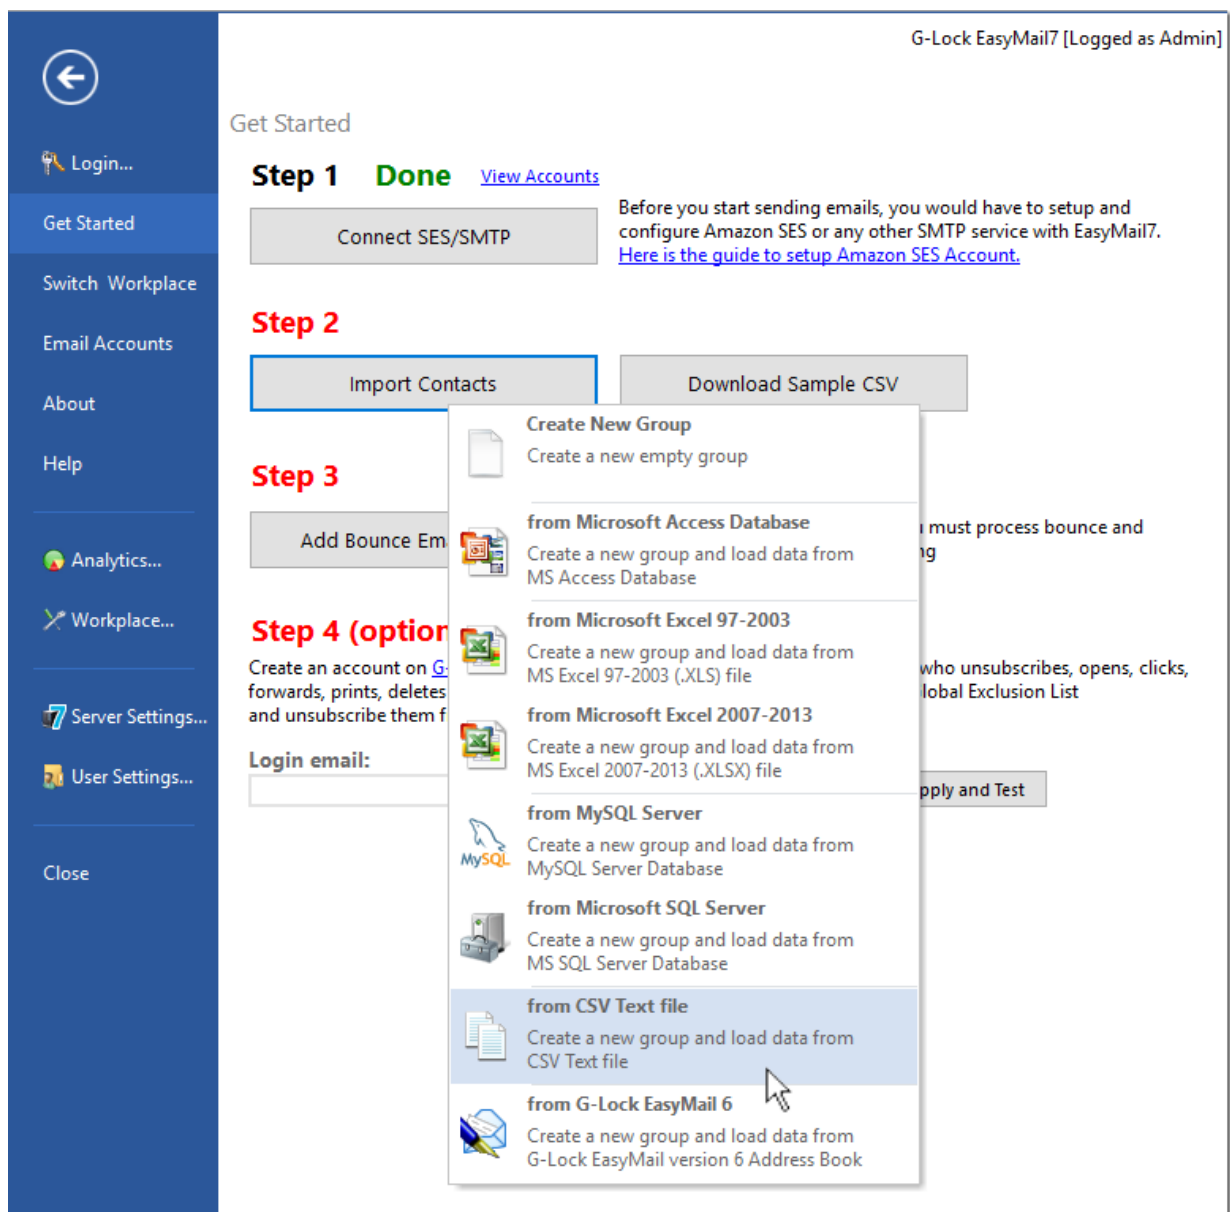 G-Lock EasyMail7 [Logged as Admin]
Login...
Get Started
Switch Workplace
Email Accounts
About
Help
Analytics...
Workplace...
7 Server Settings...
User Settings...
Close
Get Started
Step 1 Done View Accounts
Connect SES/SMTP
Before you start sending emails, you would have to setup and
configure Amazon SES or any other SMTP service with EasyMail7.
Here is the guide to setup Amazon SES Account.
Step 2
Import Contacts
Download Sample CSV
Step 3
Add Bounce Em
must process bounce and
Step 4 (option
Create an account on G-
who unsubscribes, opens, clicks,
forwards, prints, deletes
lobal Exclusion List
and unsubscribe them f
Login email:
pply and Test
Create New Group
Create a new empty group
from Microsoft Access Database
Create a new group and load data from
MS Access Database
from Microsoft Excel 97-2003
Create a new group and load data from
MS Excel 97-2003 (.XLS) file
from Microsoft Excel 2007-2013
Create a new group and load data from
MS Excel 2007-2013 (.XLSX) file
MySQL
from MySQL Server
Create a new group and load data from
MySQL Server Database
from Microsoft SQL Server
Create a new group and load data from
MS SQL Server Database
from CSV Text file
Create a new group and load data from
CSV Text file
from G-Lock EasyMail 6
Create a new group and load data from
G-Lock EasyMail version 6 Address Book